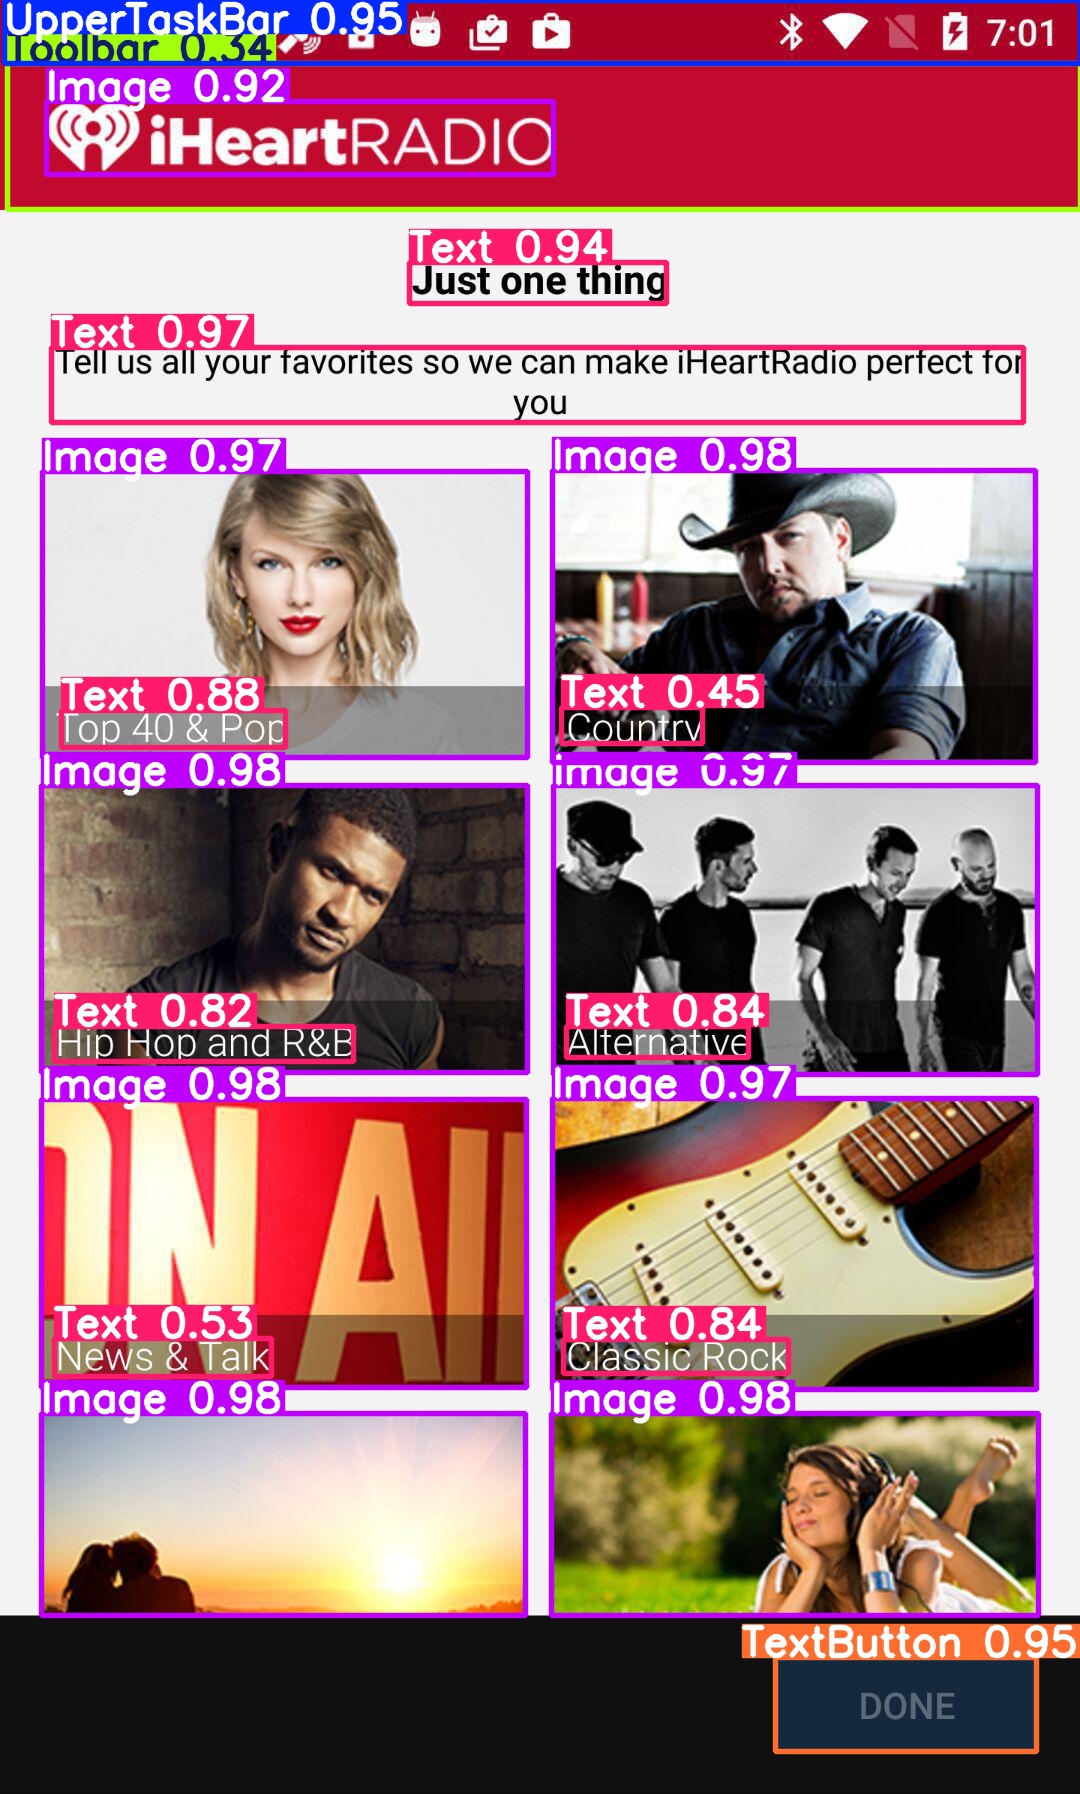 UpperTaskBar 0.95
7:01
Toolbar 0.34
Image 0.92
iHeartRADIO
Text 0.94
Just one thing
Text 0.97
Tell us all your favorites so we can make iHeartRadio perfect for
you
Image 0.97
Image 0.98
Text 0.88
Text 0.45
Top 40 & Pop
Country
Image 0.98
Image 0.97
Text 0.82
Text 0.84
Hip Hop and R&B
Alternative
Image 0.98
Image 0.97
ON AI
Text 0.53
Text 0.84
News & Talk
Classic Rock
Image 0.98
Image 0.98
TextButton 0.95
DONE